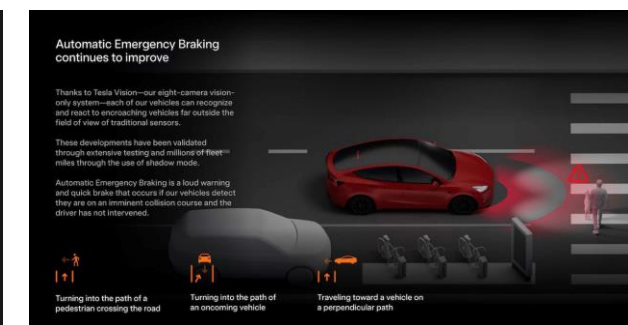 Automatic Emergency Braking
continues to improve
Thanks to Tesla Vision—our eight-camera vision-
only system—each of our vehicles can recognize
and react to encroaching vehicles far outside the
field of view of traditional sensors.
These developments have been validated
through extensive testing and millions of fleet
miles through the use of shadow mode.
Automatic Emergency Braking is a loud warning
and quick brake that occurs if our vehicles detect
they are on an imminent collision course and the
driver has not intervened.
Turning into the path of a
pedestrian crossing the road
Turning into the path of
an oncoming vehicle
Traveling toward a vehicle on
a perpendicular path